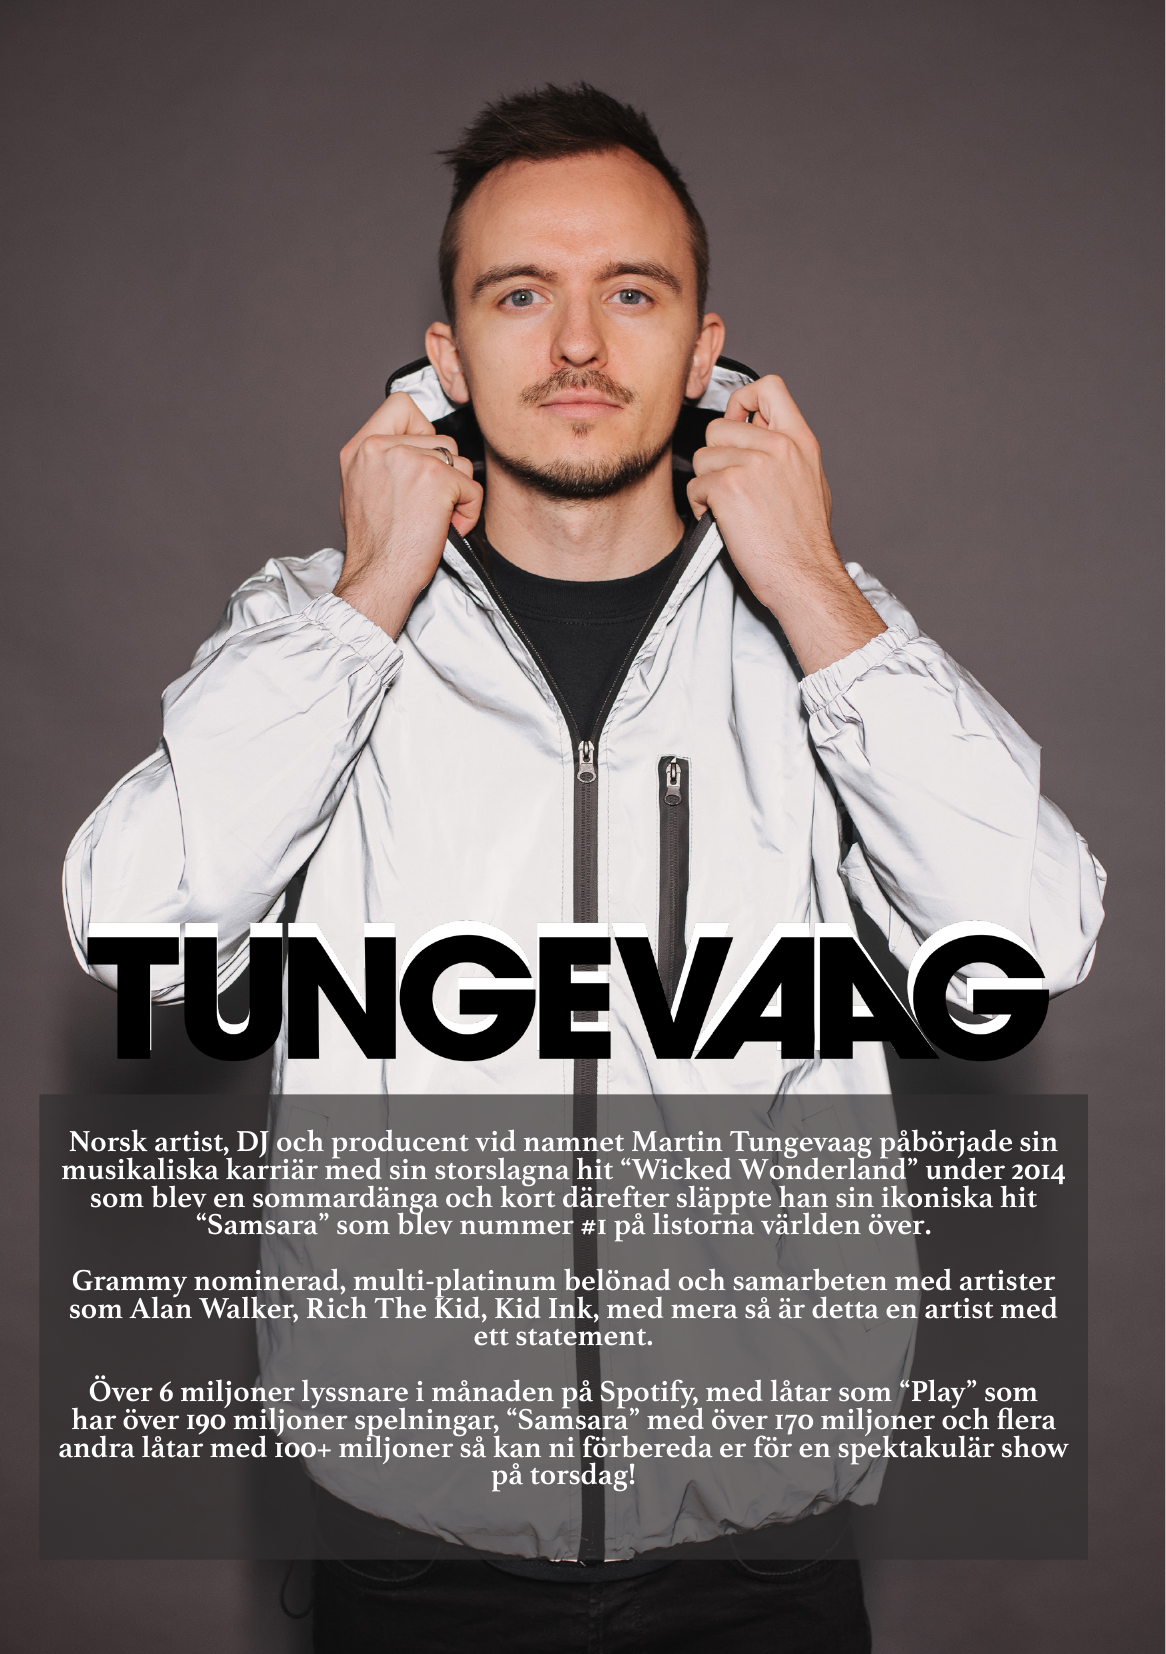 TUNGEVAAG
Norsk artist, DJ och producent vid namnet Martin Tungevaag påbörjade sin
musikaliska karriär med sin storslagna hit “Wicked Wonderland” under 2014
som blev en sommardänga och kort därefter släppte han sin ikoniska hit
“Samsara” som blev nummer #1 på listorna världen över.
Grammy nominerad, multi-platinum belönad och samarbeten med artister
som Alan Walker, Rich The Kid, Kid Ink, med mera så är detta en artist med
ett statement.
Över 6 miljoner lyssnare i månaden på Spotify, med låtar som “Play” som
har över 190 miljoner spelningar, “Samsara” med över 170 miljoner och flera
andra låtar med 100+ miljoner så kan ni förbereda er för en spektakulär show
på torsdag!